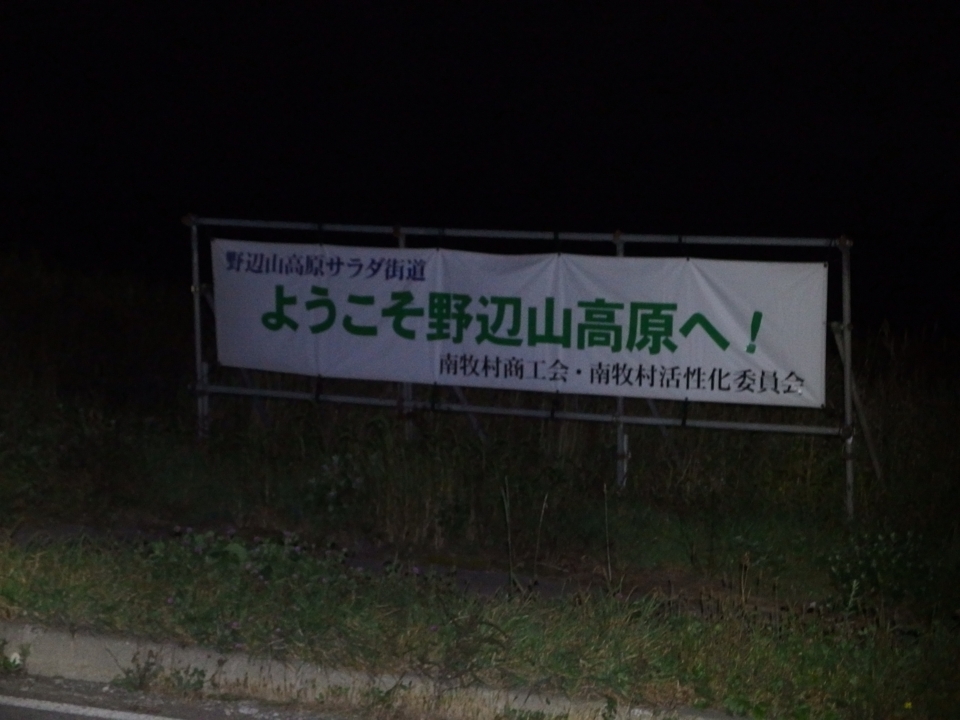 野辺山高原サラダ街道
ようこそ野辺山高原へ!
南牧村商工会・南牧村活性化委員会